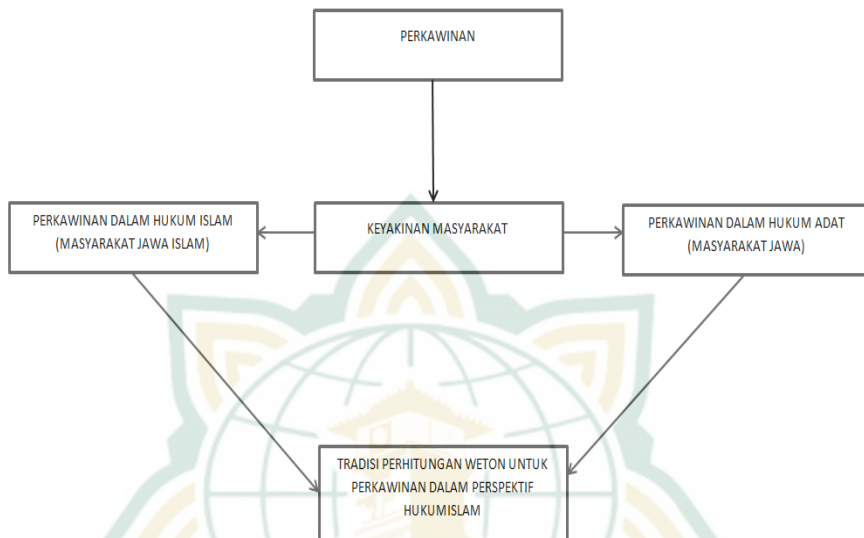 PERKAWINAN
PERKAWINAN DALAM HUKUM ISLAM
(MASYARAKAT JAWA ISLAM)
KEYAKINAN MASYARAKAT
PERKAWINAN DALAM HUKUM ADAT
(MASYARAKAT JAWA)
TRADISI PERHITUNGAN WETON UNTUK
PERKAWINAN DALAM PERSPEKTIF
HUKUMISLAM